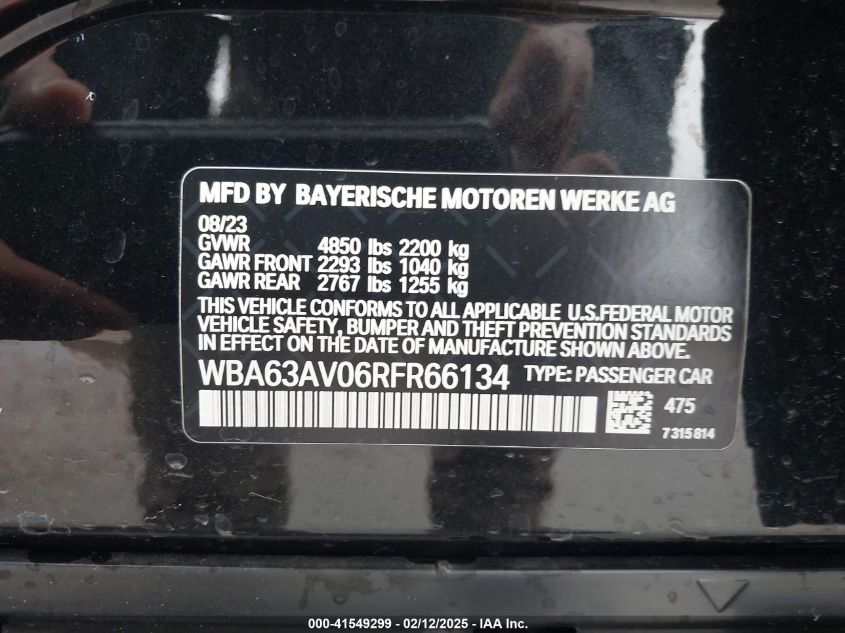 MFD BY BAYERISCHE MOTOREN WERKE AG
08/23
GVWR 4850 lbs 2200 kg
GAWR FRONT 2293 lbs 1040 kg
GAWR REAR 2767 lbs 1255 kg
THIS VEHICLE CONFORMS TO ALL APPLICABLE U.S.FEDERAL MOTOR
VEHICLE SAFETY, BUMPER AND THEFT PREVENTION STANDARDS
IN EFFECT ON THE DATE OF MANUFACTURE SHOWN ABOVE.
WBA63AV06RFR66134 TYPE: PASSENGER CAR
475
7315814
000-41549299 -- 02/12/2025 -- IAA Inc.